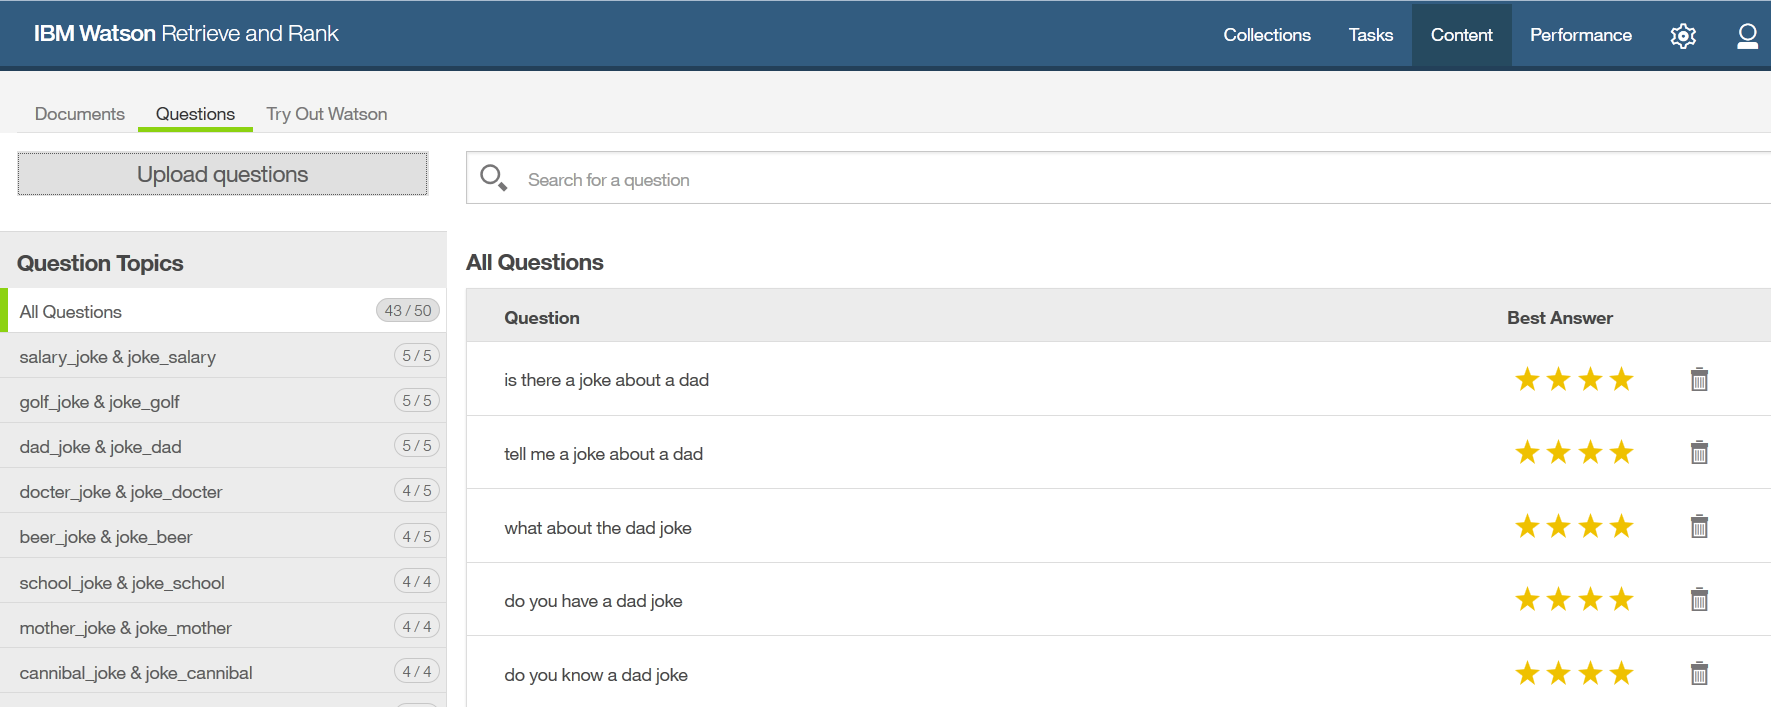 IBM Watson Retrieve and Rank
Collections Tasks Content Performance
Documents Questions Try Out Watson
Upload questions
Search for a question
Question Topics
All Questions 43 / 50
salary_joke & joke_salary 5 / 5
golf_joke & joke_golf 5 / 5
dad_joke & joke_dad 5 / 5
docter_joke & joke_docter 4 / 5
beer_joke & joke_beer 4 / 5
school_joke & joke_school 4 / 4
mother_joke & joke_mother 4 / 4
cannibal_joke & joke_cannibal 4 / 4
All Questions
Question Best Answer
is there a joke about a dad
tell me a joke about a dad
what about the dad joke
do you have a dad joke
do you know a dad joke